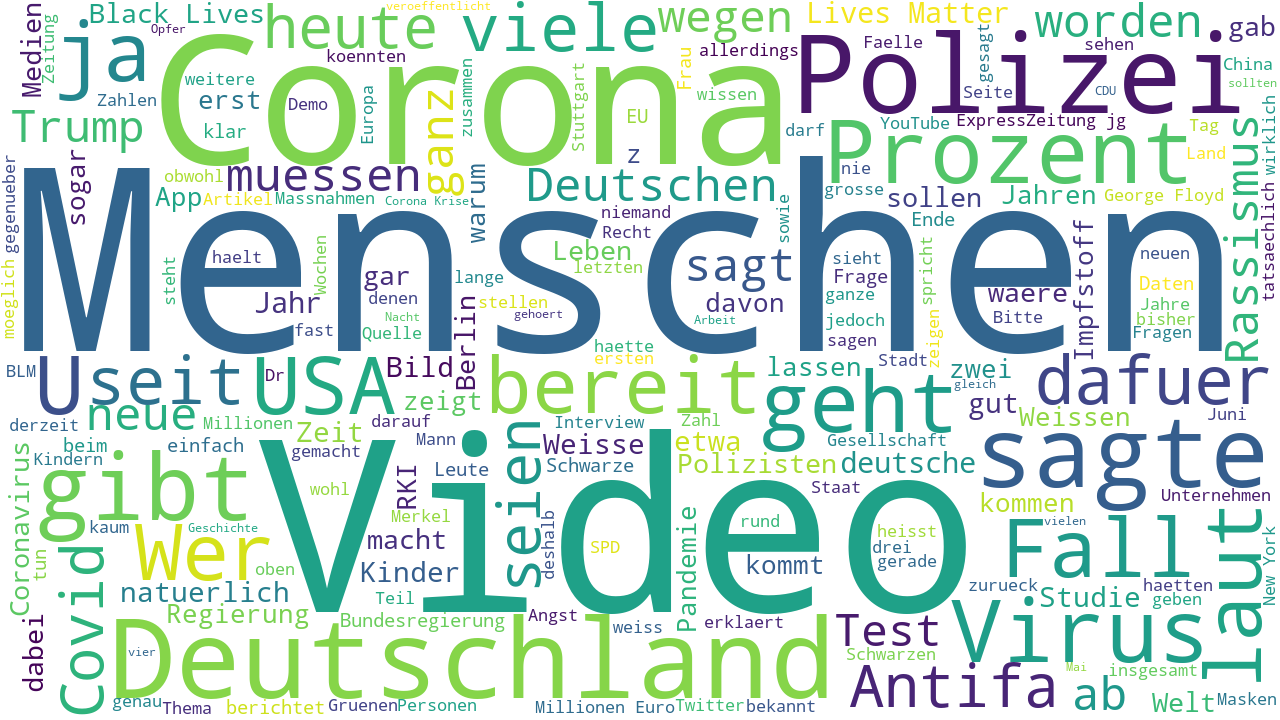 Black Lives
veroeffentlicht
Opfer
Medien
Zeitung
ja
heute
viele
wegen
Lives Matter
worden
gab
Corona
koennten
allerdings
Faelle
gesagt
sehen
China
Polizei
weitere
Zahlen
erst
Demo
Europa
ganz
zusammen
Stuttgart
Frau
wissen
Seite
CDU
sollten
Trump
klar
EU
darf
YouTube
ExpressZeitung jg
Tag
Prozent
Land
wirklich
tatsaechlich
Rassismus
gegenueber
sogar
obwohl
muessen
z
nie
App
Artikel
Massnahmen
Corona Krise
warum
Deutschen
sollen
Jahren
George Floyd
niemand
Recht
sowie
Ende
Menschen
moeglich
steht
haelt
Wochen
gar
lange
Leben
letzten
sagt
sieht
Frage
spricht
waere
Impfstoff
neuen
Daten
Jahr
denen
stellen
davon
ganze
Jahre
fast
Quelle
Nacht
gehoert
Arbeit
jedoch
Bitte
bisher
sagen
zeigen
Fragen
BLM
U
seit
USA
Dr
Bild
Berlin
haette
ersten
bereit
lassen
geht
Stadt
zwei
gleich
dafuer
neue
zeigt
gut
Weissen
Juni
derzeit
Millionen
darauf
Interview
Zahl
beim
einfach
Zeit
Mann
gemacht
Weisse
etwa
Gesellschaft
sagte
Coronavirus
Kindern
gibt
wohl
RKI
Leute
seien
Schwarze
Polizisten
deutsche
Staat
kommen
Unternehmen
Video
kaum
Geschichte
Wer
Merkel
macht
deshalb
SPD
Pandemie
rund
heisst
drei
gerade
Fall
vielen
laut
tun
Covid
oben
Kinder
kommt
zurueck
haetten
New York
natuerlich
Teil
Studie
geben
Regierung
Bundesregierung
Angst
weiss
erklaert
Test
Virus
Deutschland
dabei
vier
Schwarzen
Mai
insgesamt
Antifa
ab
Welt
Masken
genau
Thema
berichtet
Gruenen
Personen
Millionen Euro
Twitter
bekannt